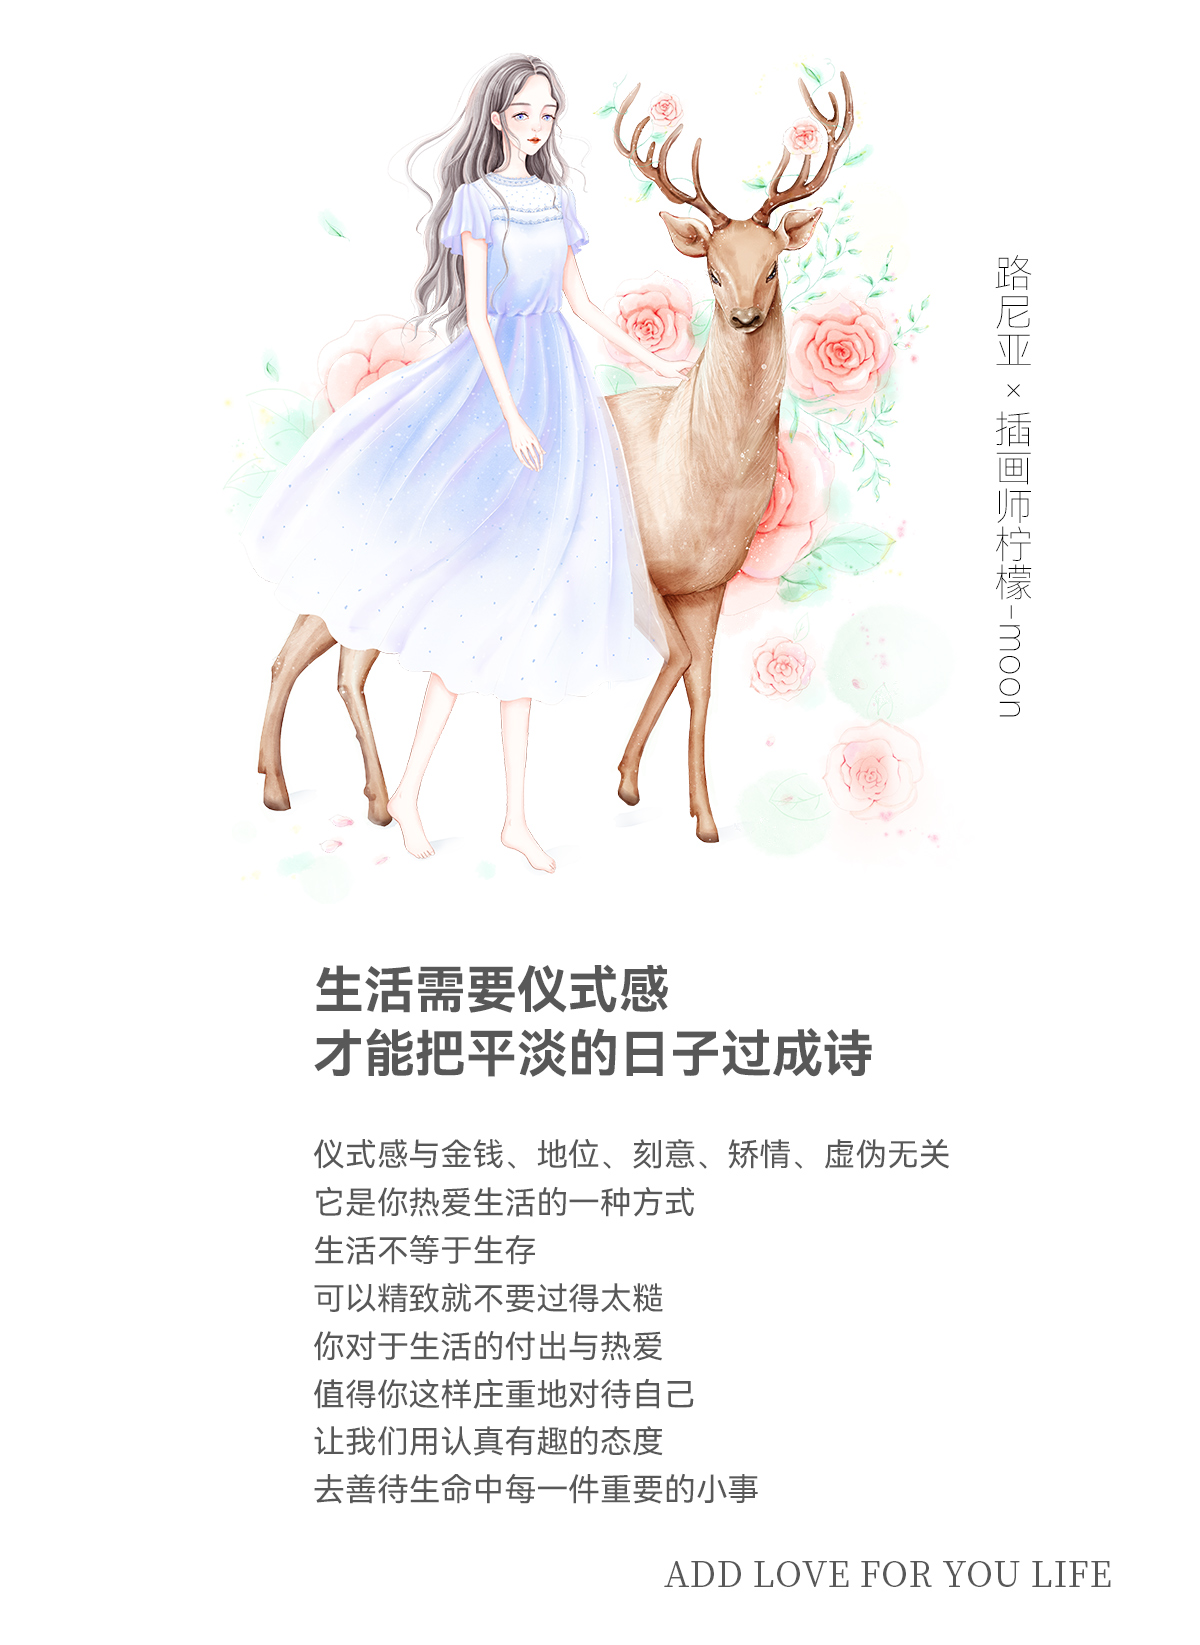 路尼亚 × 插画师柠檬-moon
生活需要仪式感
才能把平淡的日子过成诗
仪式感与金钱、地位、刻意、矫情、虚伪无关
它是你热爱生活的一种方式
生活不等于生存
可以精致就不要过得太糙
你对于生活的付出与热爱
值得你这样庄重地对待自己
让我们用认真有趣的态度
去善待生命中每一件重要的小事
ADD LOVE FOR YOU LIFE